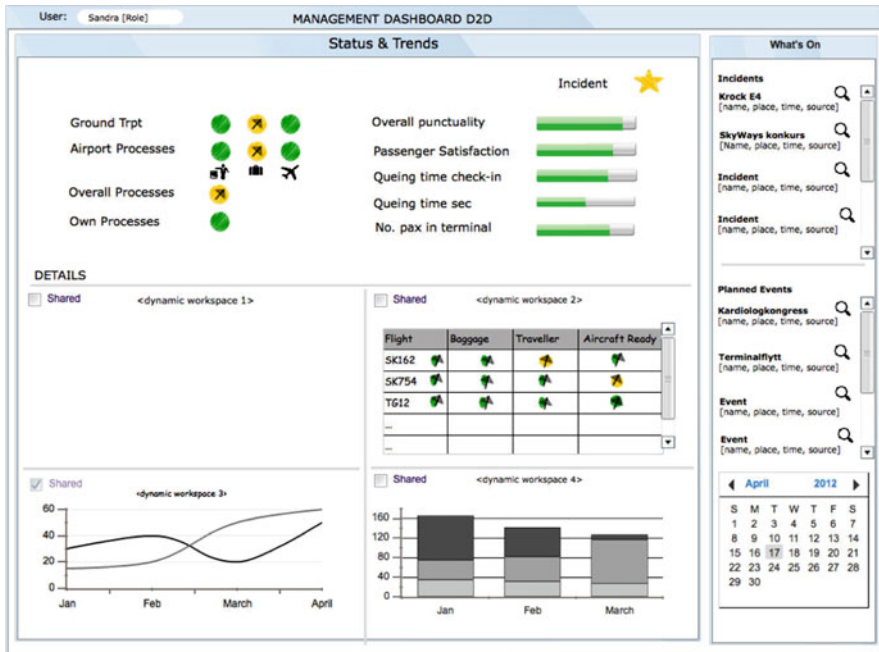 User: Sandra [Role] MANAGEMENT DASHBOARD D2D
Status & Trends
Incident
Ground Trpt
Airport Processes
Overall Processes
Own Processes
Overall punctuality
Passenger Satisfaction
Queing time check-in
Queing time sec
No. pax in terminal
DETAILS
Shared <dynamic workspace 1>
Shared <dynamic workspace 2>
Flight Baggage Traveller Aircraft Ready
SK162
SK754
TG12
...
...
Shared <dynamic workspace 3>
60
40
20
0
Jan Feb March April
Shared <dynamic workspace 4>
160
120
80
40
0
Jan Feb March
What's On
Incidents
Krock E4
[name, place, time, source]
SkyWays konkurs
[Name, place, time, source]
Incident
[name, place, time, source]
Incident
[name, place, time, source]
Planned Events
Kardiologkongress
[name, place, time, source]
Terminalflytt
[name, place, time, source]
Event
[name, place, time, source]
Event
[name, place, time, source]
April 2012
S M T W T F S
1 2 3 4 5 6 7
8 9 10 11 12 13 14
15 16 17 18 19 20 21
22 23 24 25 26 27 28
29 30